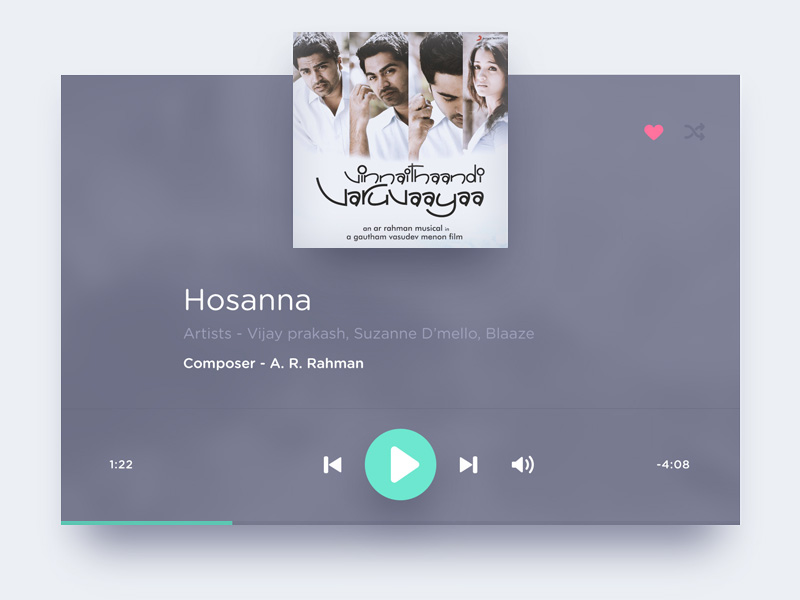 vinnaithaandi
varuvaayaa
an ar rahman musical in
a gautham vasudev menon film
Hosanna
Artists - Vijay prakash, Suzanne D'mello, Blaaze
Composer - A. R. Rahman
1:22
-4:08